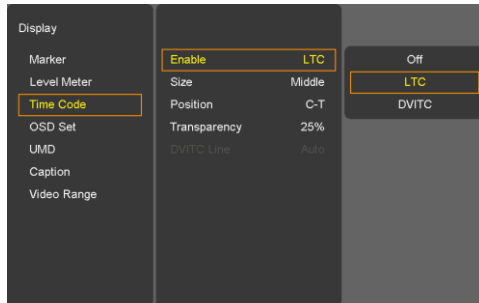 Display
Marker
Level Meter
Time Code
OSD Set
UMD
Caption
Video Range
Enable LTC
Size Middle
Position C-T
Transparency 25%
DVITC Line Auto
Off
LTC
DVITC